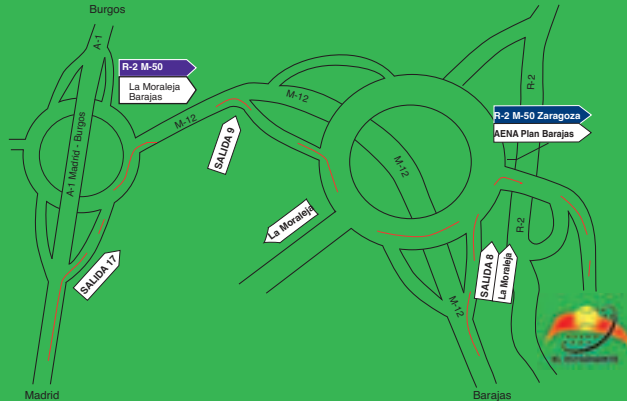 Burgos
A-1
R-2 M-50
La Moraleja
Barajas
M-12
SALIDA 9
M-12
R-2
R-2 M-50 Zaragoza
AENA Plan Barajas
A-1 Madrid - Burgos
M-12
La Moraleja
R-2
SALIDA 17
SALIDA 8
La Moraleja
M-12
Madrid
Barajas